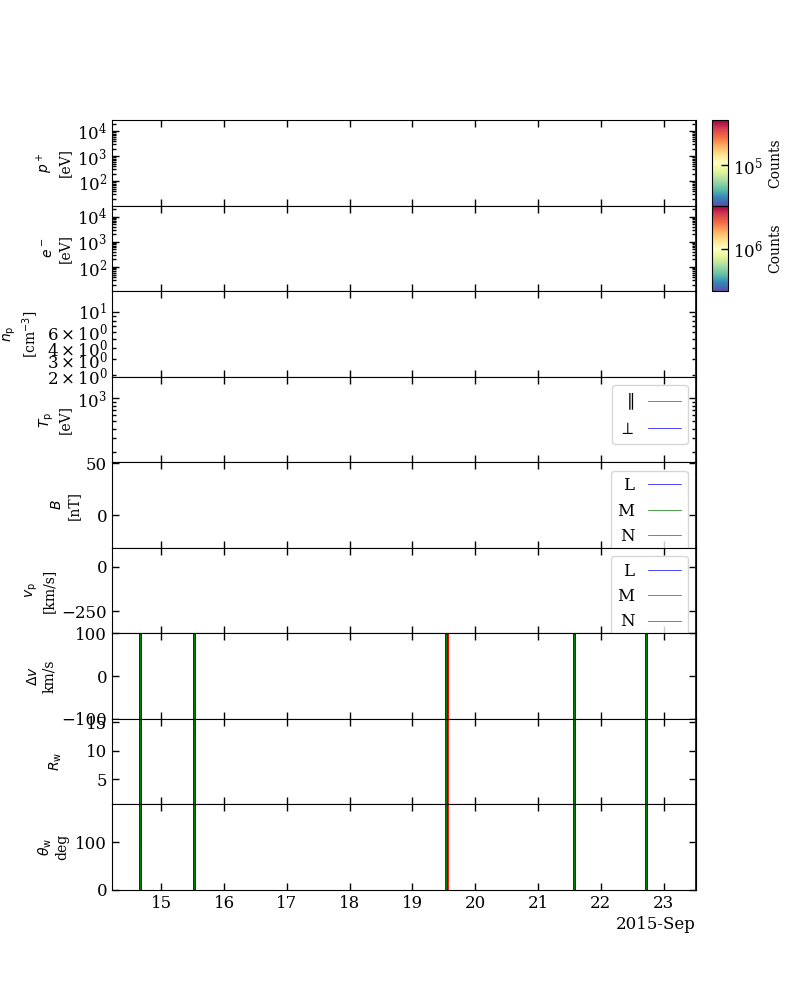 10^4
10^3
10^2
p^+
[eV]
10^5
Counts
10^4
10^3
10^2
e^−
[eV]
10^6
Counts
10^1
6 × 10^0
4 × 10^0
3 × 10^0
2 × 10^0
n_p
[cm^−3]
10^3
T_p
[eV]
∥
⊥
50
0
B
[nT]
L
M
N
0
−250
v_p
[km/s]
L
M
N
100
0
−100
Δv
km/s
15
10
5
R_w
100
0
θ_w
deg
15 16 17 18 19 20 21 22 23
2015-Sep